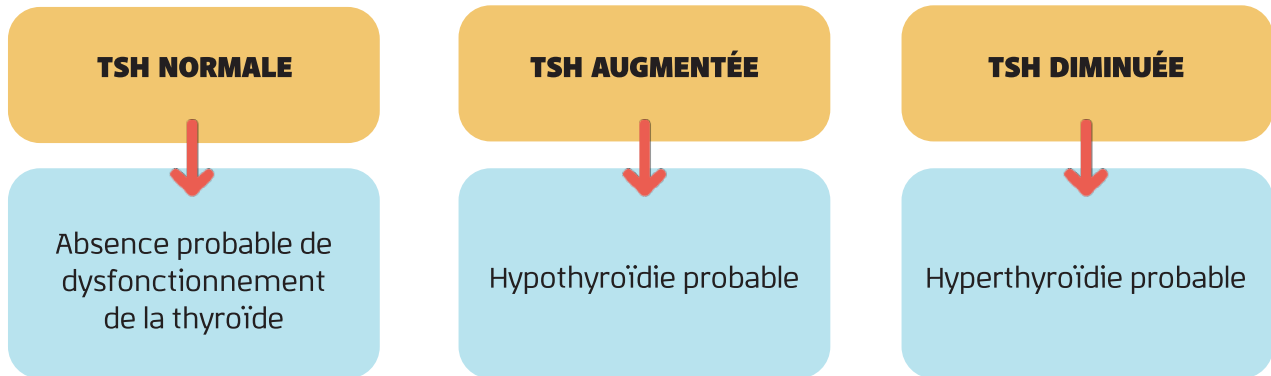 TSH NORMALE
TSH AUGMENTÉE
TSH DIMINUÉE
Absence probable de
dysfonctionnement
de la thyroïde
Hypothyroïdie probable
Hyperthyroïdie probable